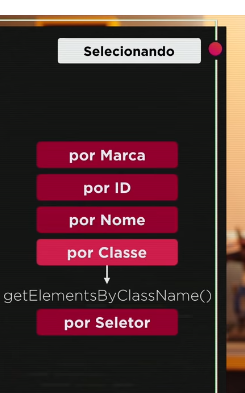 Selecionando
por Marca
por ID
por Nome
por Classe
getElementsByClassName()
por Seletor